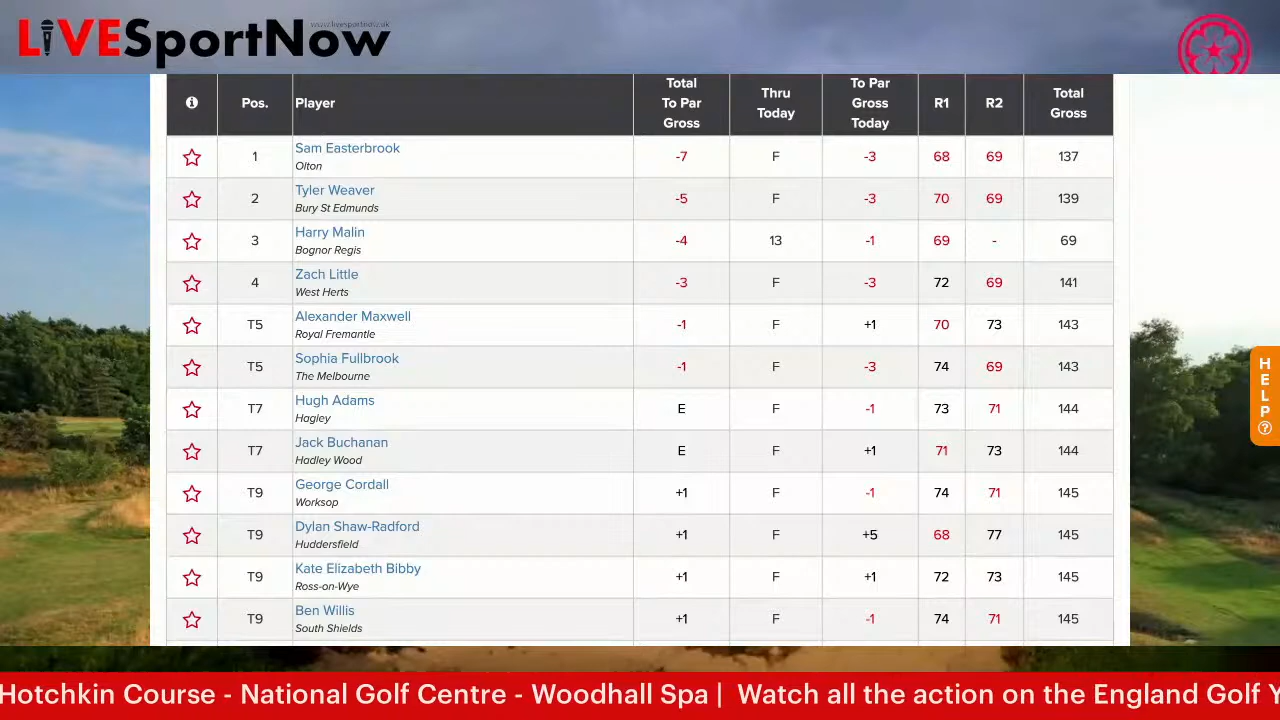 LiVESportNow
www.livesportnow.uk
Pos. Player Total To Par Gross Thru Today To Par Gross Today R1 R2 Total Gross
1 Sam Easterbrook -7 F -3 68 69 137
Olton
2 Tyler Weaver -5 F -3 70 69 139
Bury St Edmunds
3 Harry Malin -4 13 -1 69 - 69
Bognor Regis
4 Zach Little -3 F -3 72 69 141
West Herts
T5 Alexander Maxwell -1 F +1 70 73 143
Royal Fremantle
T5 Sophia Fullbrook -1 F -3 74 69 143
The Melbourne
T7 Hugh Adams E F -1 73 71 144
Hagley
T7 Jack Buchanan E F +1 71 73 144
Hadley Wood
T9 George Cordall +1 F -1 74 71 145
Worksop
T9 Dylan Shaw-Radford +1 F +5 68 77 145
Huddersfield
T9 Kate Elizabeth Bibby +1 F +1 72 73 145
Ross-on-Wye
T9 Ben Willis +1 F -1 74 71 145
South Shields
HELP?
Hotchkin Course - National Golf Centre - Woodhall Spa | Watch all the action on the England Golf Y